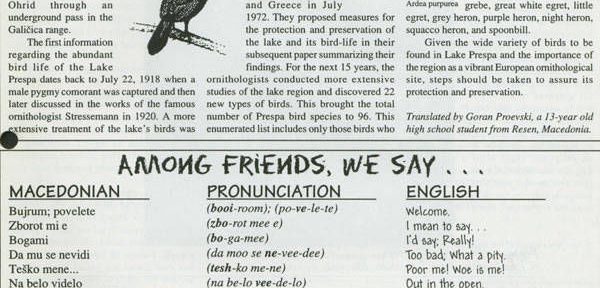 Ohrid through an
underground pass in the
Galičica range.
The first information
regarding the abundant
bird life of the Lake
Prespa dates back to July 22, 1918 when a
male pygmy comorant was captured and then
later discussed in the works of the famous
ornithologist Stressemann in 1920. A more
extensive treatment of the lake's birds was
and Greece in July
1972. They proposed measures for
the protection and preservation of
the lake and its bird-life in their
subsequent paper summarizing their
findings. For the next 15 years, the
ornithologists conducted more extensive
studies of the lake region and discovered 22
new types of birds. This brought the total
number of Prespa bird species to 96. This
enumerated list includes only those birds who
Ardea purpurea
grebe, great white egret, little
egret, grey heron, purple heron, night heron,
squacco heron, and spoonbill.
Given the wide variety of birds to be
found in Lake Prespa and the importance of
the region as a vibrant European ornithological
site, steps should be taken to assure its
protection and preservation.
Translated by Goran Proevski, a 13-year old
high school student from Resen, Macedonia.
AMONG FRIENDS, WE SAY . . .
MACEDONIAN
Bujrum; povelete
Zborot mi e
Bogami
Da mu se nevidi
Teško mene...
Na belo videlo
PRONUNCIATION
(booi-room); (po-ve-le-te)
(zbo-rot mee e)
(bo-ga-mee)
(da moo se ne-vee-dee)
(tesh-ko me-ne)
(na be-lo vee-de-lo)
ENGLISH
Welcome.
I mean to say. . .
I'd say; Really!
Too bad; What a pity.
Poor me! Woe is me!
Out in the open.